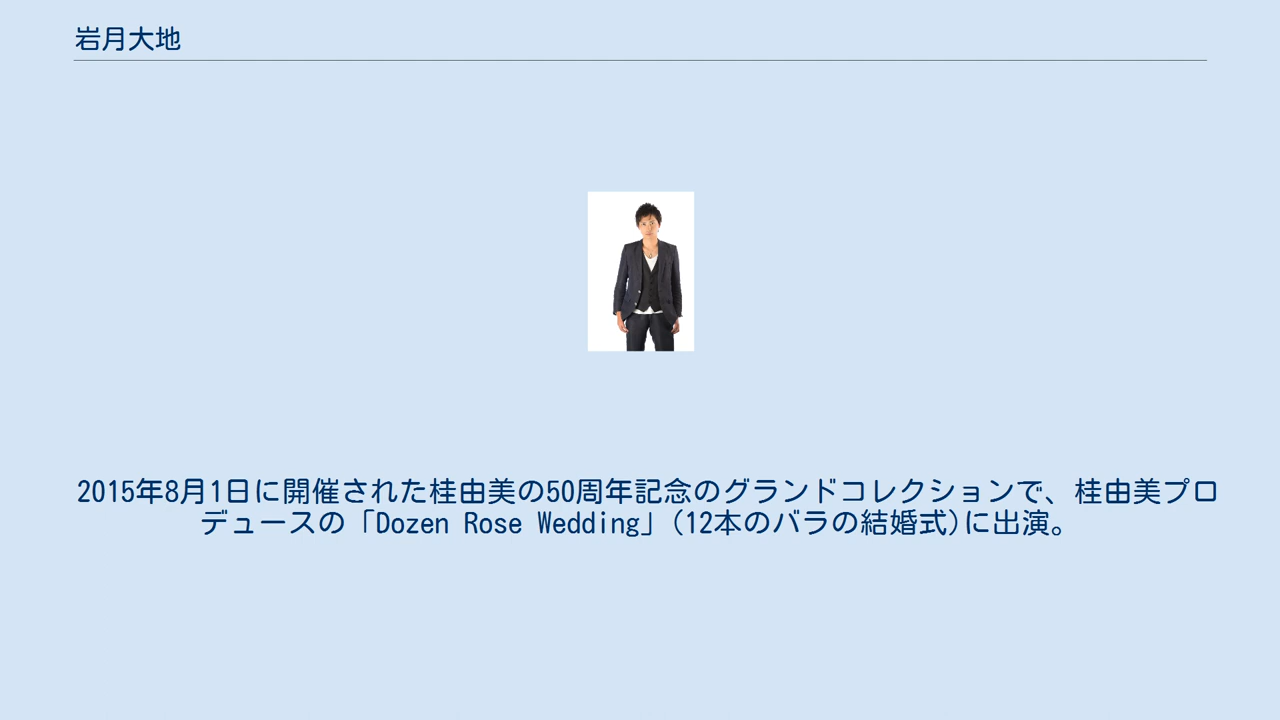 岩月大地
2015年8月1日に開催された桂由美の50周年記念のグランドコレクションで、桂由美プロ
デュースの「Dozen Rose Wedding」(12本のバラの結婚式)に出演。